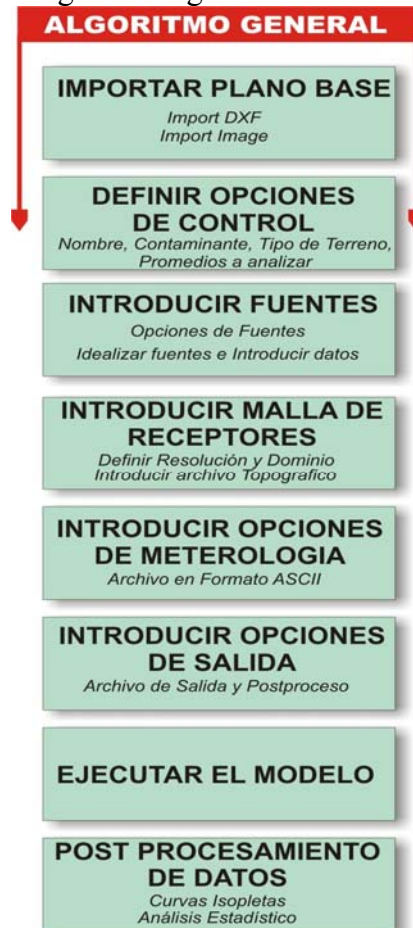 ALGORITMO GENERAL
IMPORTAR PLANO BASE
Import DXF
Import Image
DEFINIR OPCIONES
DE CONTROL
Nombre, Contaminante, Tipo de Terreno,
Promedios a analizar
INTRODUCIR FUENTES
Opciones de Fuentes
Idealizar fuentes e Introducir datos
INTRODUCIR MALLA DE
RECEPTORES
Definir Resolución y Dominio
Introducir archivo Topografico
INTRODUCIR OPCIONES
DE METEROLOGIA
Archivo en Formato ASCII
INTRODUCIR OPCIONES
DE SALIDA
Archivo de Salida y Postproceso
EJECUTAR EL MODELO
POST PROCESAMIENTO
DE DATOS
Curvas Isopletas
Análisis Estadístico